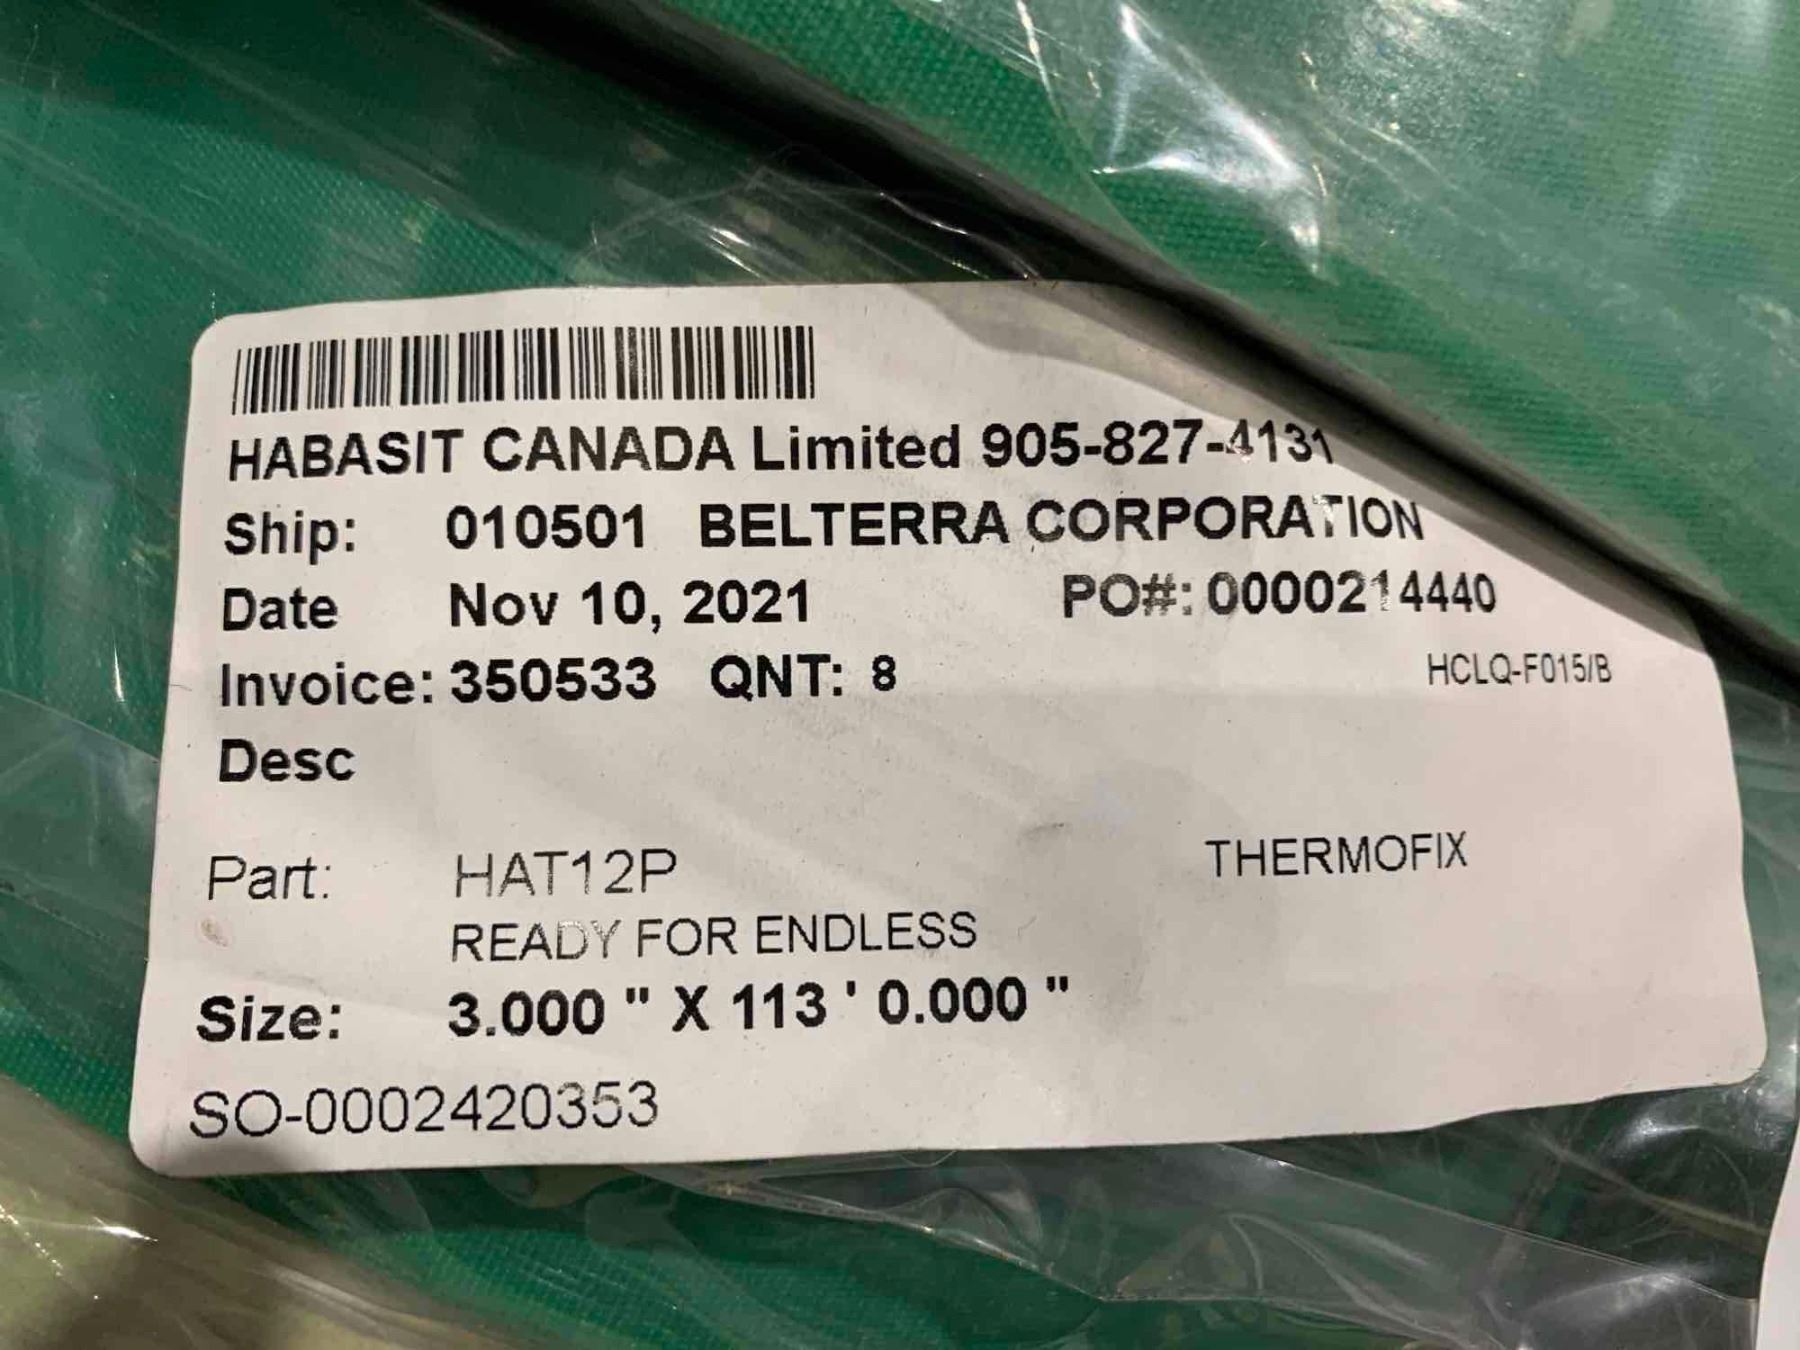 HABASIT CANADA Limited 905-827-4131
Ship: 010501 BELTERRA CORPORATION
Date Nov 10, 2021 PO#: 0000214440
Invoice: 350533 QNT: 8 HCLQ-F015/B
Desc
Part: HAT12P THERMOFIX
READY FOR ENDLESS
Size: 3.000 " X 113 ' 0.000 "
SO-0002420353